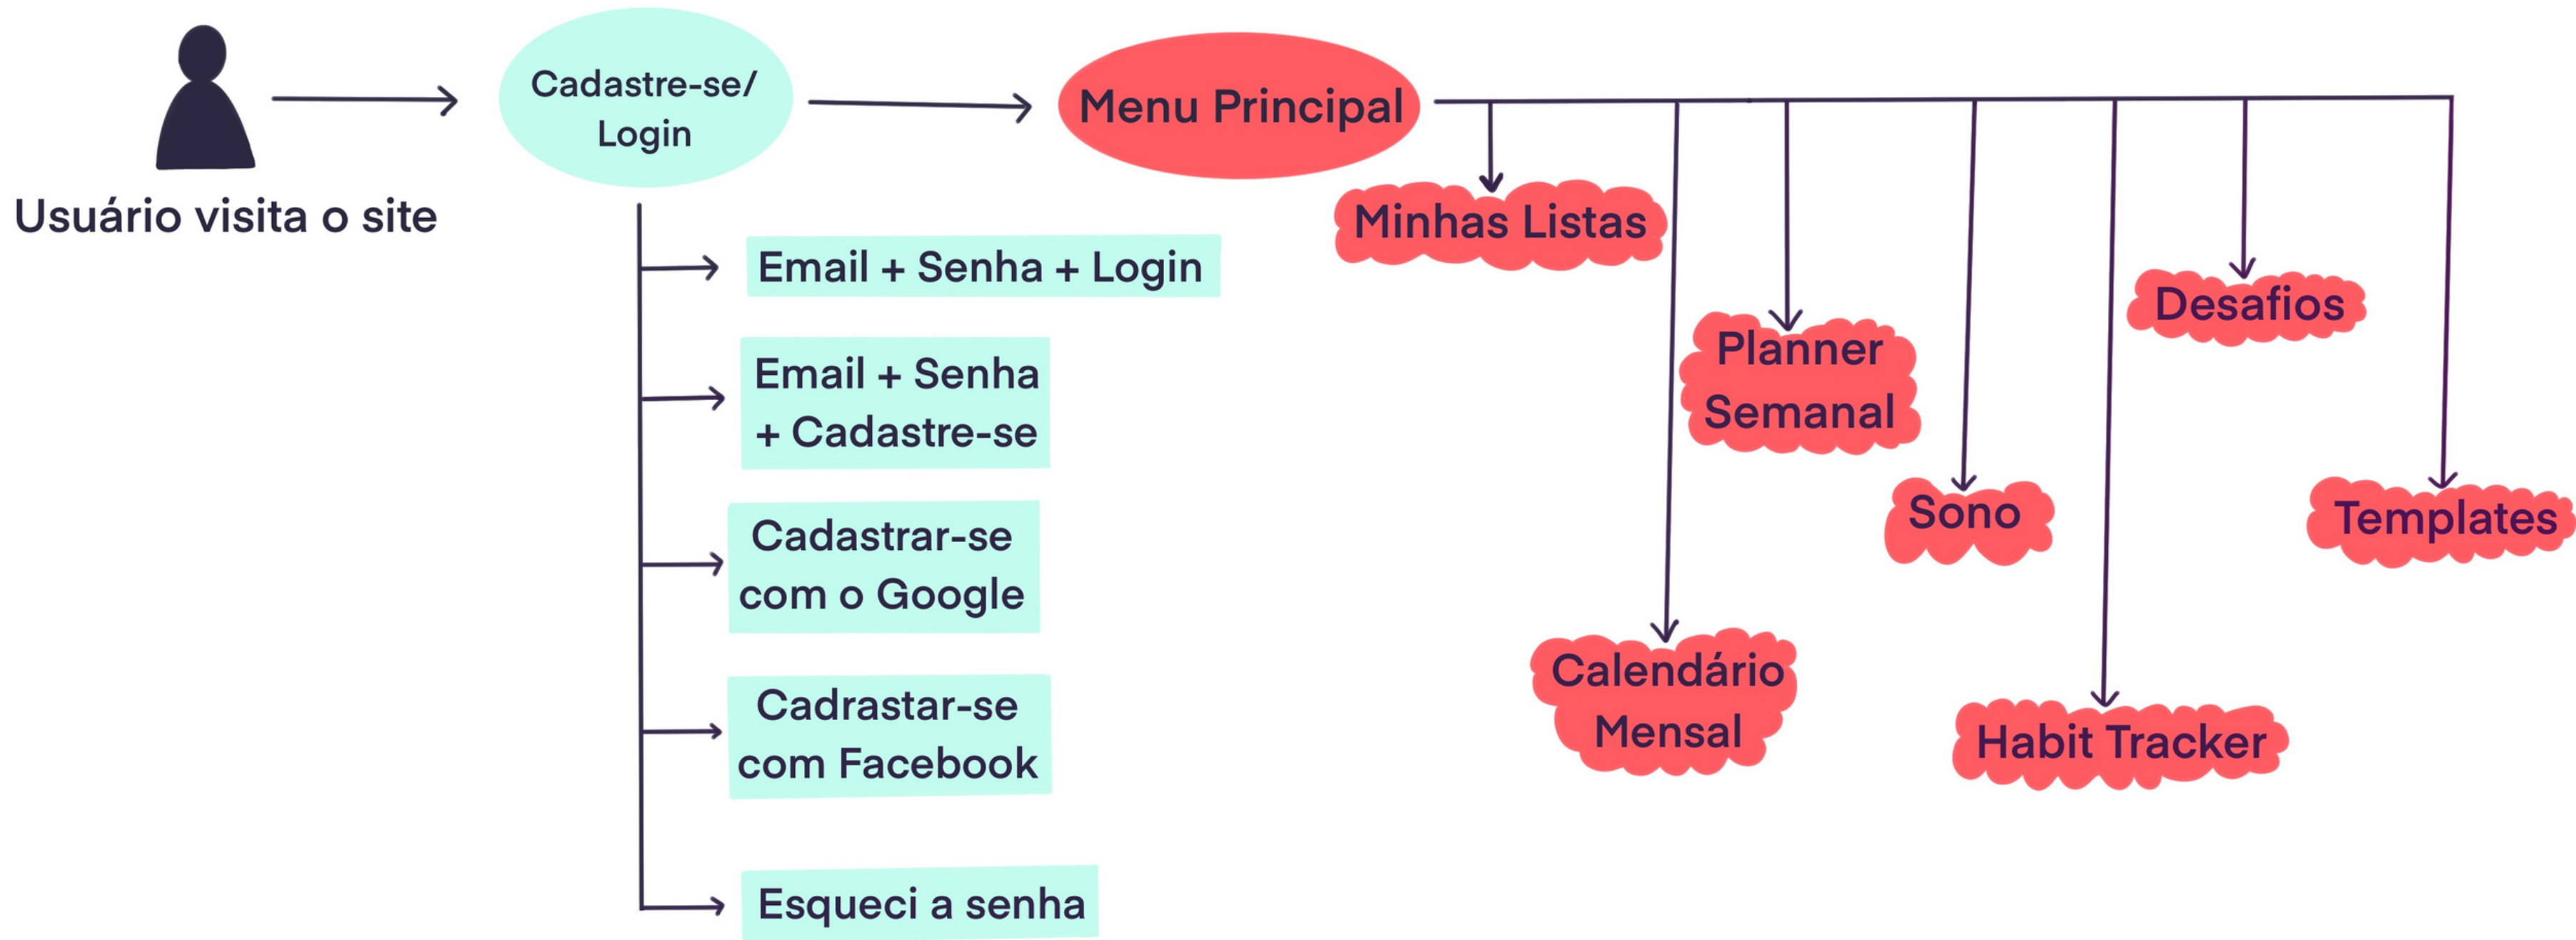 Usuário visita o site
Cadastre-se/
Login
Email + Senha + Login
Email + Senha
+ Cadastre-se
Cadastrar-se
com o Google
Cadrastar-se
com Facebook
Esqueci a senha
Menu Principal
Minhas Listas
Calendário
Mensal
Planner
Semanal
Sono
Habit Tracker
Desafios
Templates